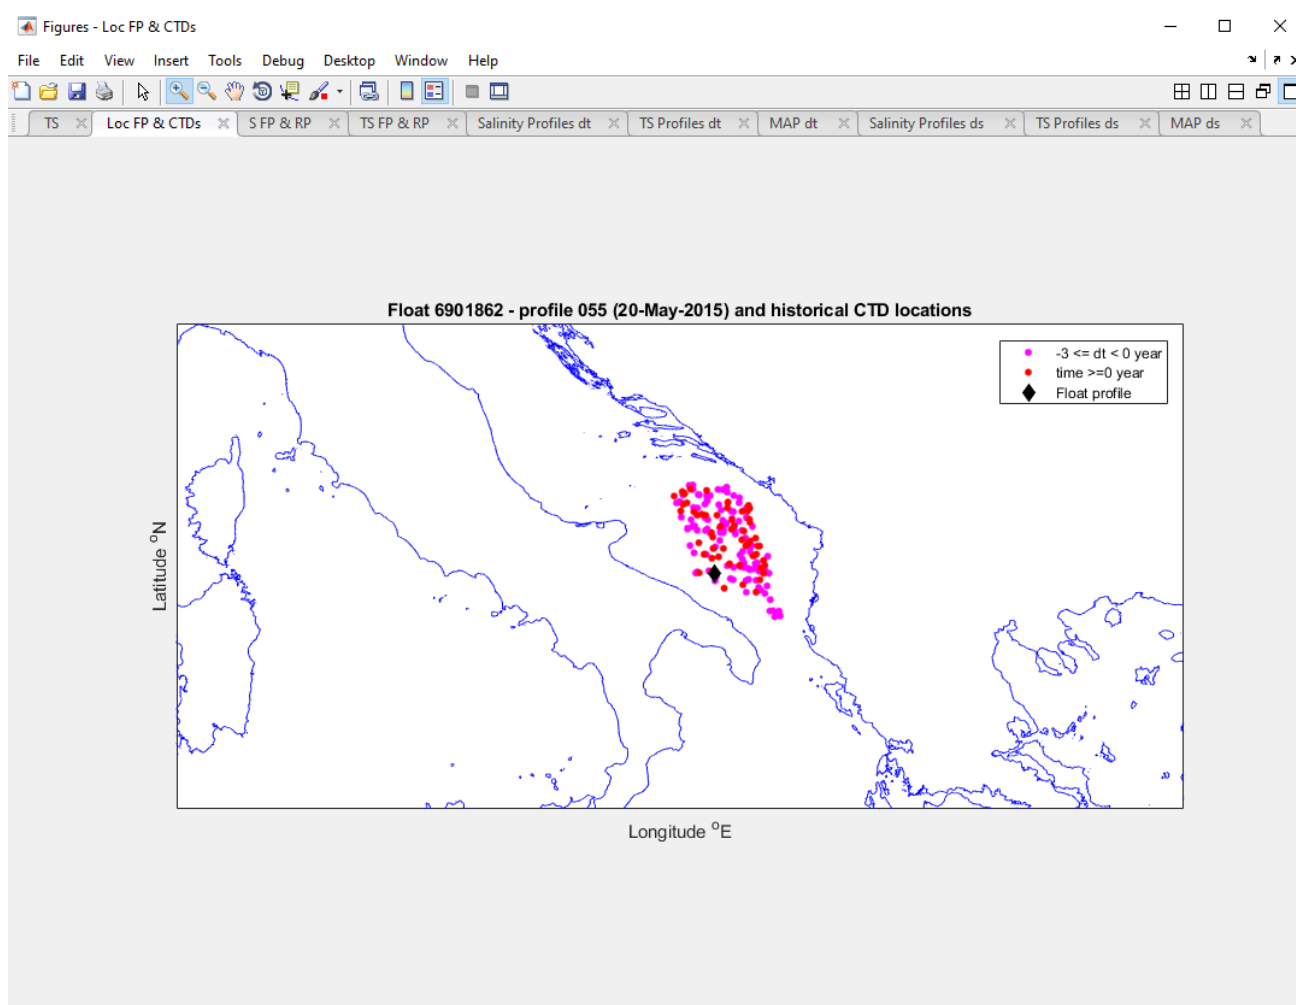 Figures - Loc FP & CTDs
File Edit View Insert Tools Debug Desktop Window Help
TS Loc FP & CTDs S FP & RP TS FP & RP Salinity Profiles dt TS Profiles dt MAP dt Salinity Profiles ds TS Profiles ds MAP ds
Float 6901862 - profile 055 (20-May-2015) and historical CTD locations
-3 <= dt < 0 year
time >=0 year
Float profile
Latitude °N
Longitude °E